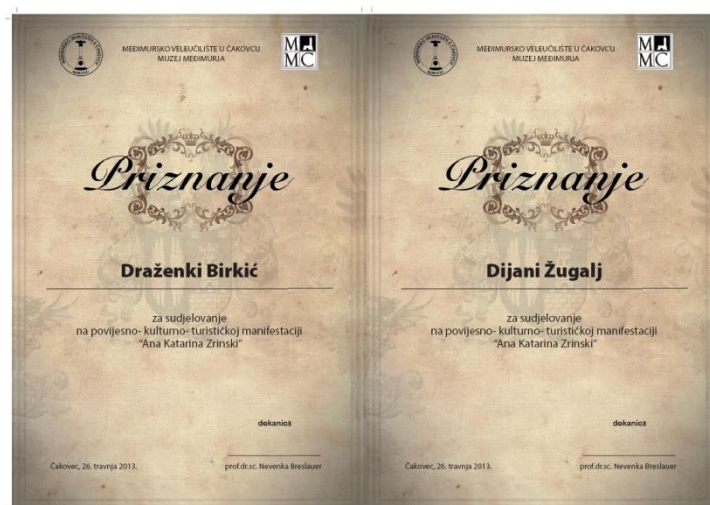 MEĐIMURSKO VELEUČILIŠTE U ČAKOVCU
MUZEJ MEĐIMURJA
M
MC
Priznanje
Draženki Birkić
za sudjelovanje
na povijesno- kulturno- turističkoj manifestaciji
"Ana Katarina Zrinski"
dekanica
Čakovec, 26. travnja 2013.
prof.dr.sc. Nevenka Breslauer
MEĐIMURSKO VELEUČILIŠTE U ČAKOVCU
MUZEJ MEĐIMURJA
M
MC
Priznanje
Dijani Žugalj
za sudjelovanje
na povijesno- kulturno- turističkoj manifestaciji
"Ana Katarina Zrinski"
dekanica
Čakovec, 26. travnja 2013.
prof.dr.sc. Nevenka Breslauer